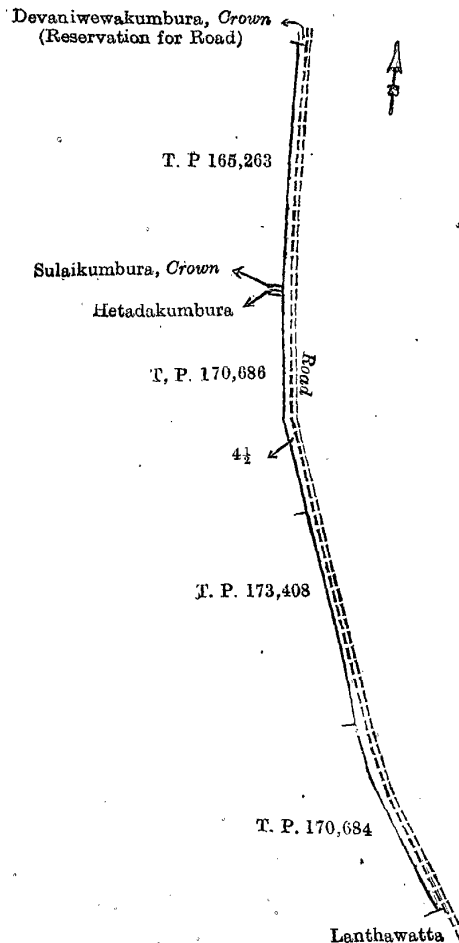 Devaniwewakumbura, Crown
(Reservation for Road)
T. P 165,263
Sulaikumbura, Crown
Hetadakumbura
T, P. 170,686
Road
4½
T. P. 173,408
T. P. 170,684
Lanthawatta